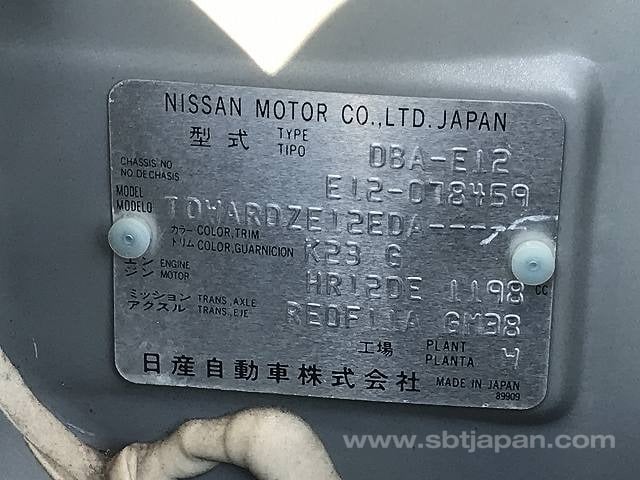 NISSAN MOTOR CO.,LTD. JAPAN
型式 TYPE TIPO DBA-E12
CHASSIS NO NO. DE CHASIS E12-078459
MODEL MODELO TDWARDZE12EDA-----
カラー COLOR,TRIM トリム COLOR,GUARNICION K23 G
エンジン ENGINE MOTOR HR12DE 1198 CC
ミッション アクスル TRANS. AXLE TRANS.,EJE RE0F11A GM38
工場 PLANT PLANTA
日産自動車株式会社 MADE IN JAPAN
89909
www.sbtjapan.com